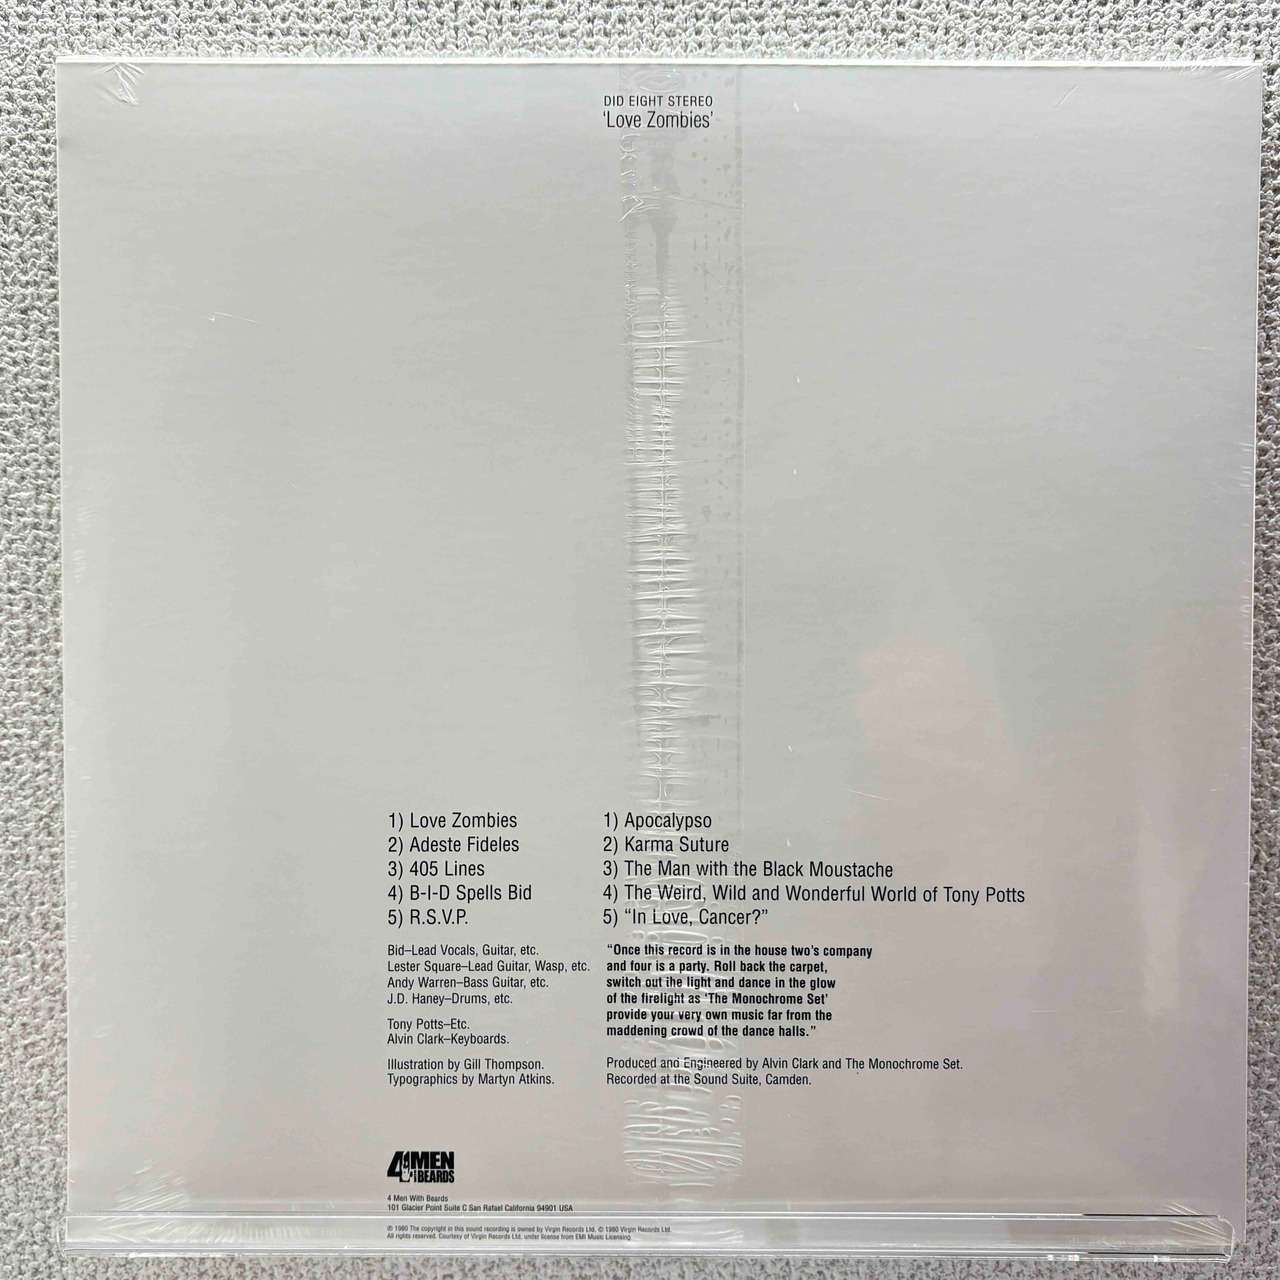 DID EIGHT STEREO
'Love Zombies'
1) Love Zombies
2) Adeste Fideles
3) 405 Lines
4) B-I-D Spells Bid
5) R.S.V.P.
1) Apocalypso
2) Karma Suture
3) The Man with the Black Moustache
4) The Weird, Wild and Wonderful World of Tony Potts
5) “In Love, Cancer?”
Bid–Lead Vocals, Guitar, etc.
Lester Square–Lead Guitar, Wasp, etc.
Andy Warren–Bass Guitar, etc.
J.D. Haney–Drums, etc.
Tony Potts–Etc.
Alvin Clark–Keyboards.
Illustration by Gill Thompson.
Typographics by Martyn Atkins.
“Once this record is in the house two's company
and four is a party. Roll back the carpet,
switch out the light and dance in the glow
of the firelight as 'The Monochrome Set'
provide your very own music far from the
maddening crowd of the dance halls.”
Produced and Engineered by Alvin Clark and The Monochrome Set.
Recorded at the Sound Suite, Camden.
4 MEN
WITH BEARDS
4 Men With Beards
101 Glacier Point Suite C San Rafael California 94901 USA
℗ 1980 The copyright in this sound recording is owned by Virgin Records Ltd. © 1980 Virgin Records Ltd.
All rights reserved. Courtesy of Virgin Records Ltd. under license from EMI Music Licensing.